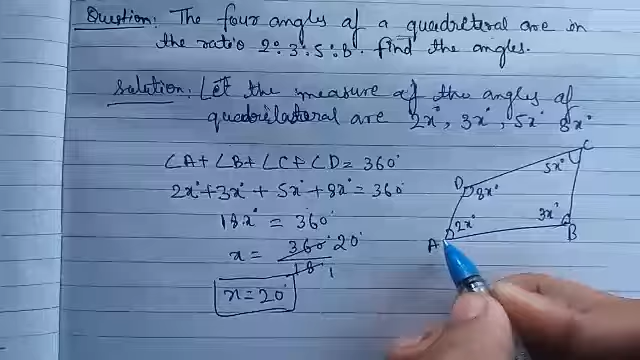 Question: The four angles of a quadreteral are in
the ratio 2:3:5:8. find the angles.
Solution: Let the measure of the angles of
quadrilateral are 2x°, 3x°, 5x° 8x°
∠A+∠B+∠C+∠D=360°
2x°+3x°+5x°+8x°=360°
18x°=360°
x=360°/18 20° 1
x=20°
C
5x°
D
8x°
3x°
B
2x°
A